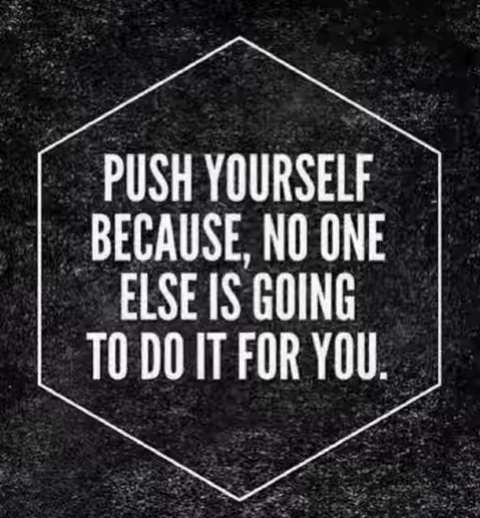 PUSH YOURSELF
BECAUSE, NO ONE
ELSE IS GOING
TO DO IT FOR YOU.